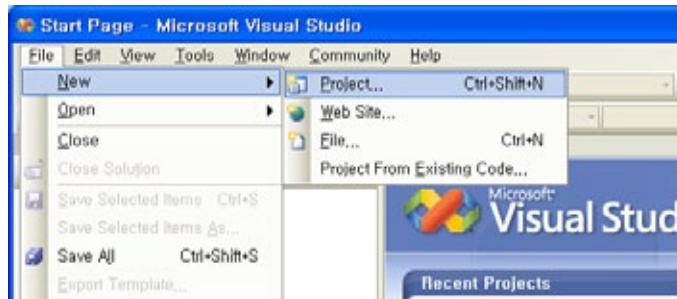 Start Page - Microsoft Visual Studio
File Edit View Tools Window Community Help
New
Project... Ctrl+Shift+N
Open
Web Site...
Close
File... Ctrl+N
Close Solution
Project From Existing Code...
Save Selected Items Ctrl+S
Microsoft
Visual Stud
Save Selected Items As...
Save All Ctrl+Shift+S
Recent Projects
Export Template...